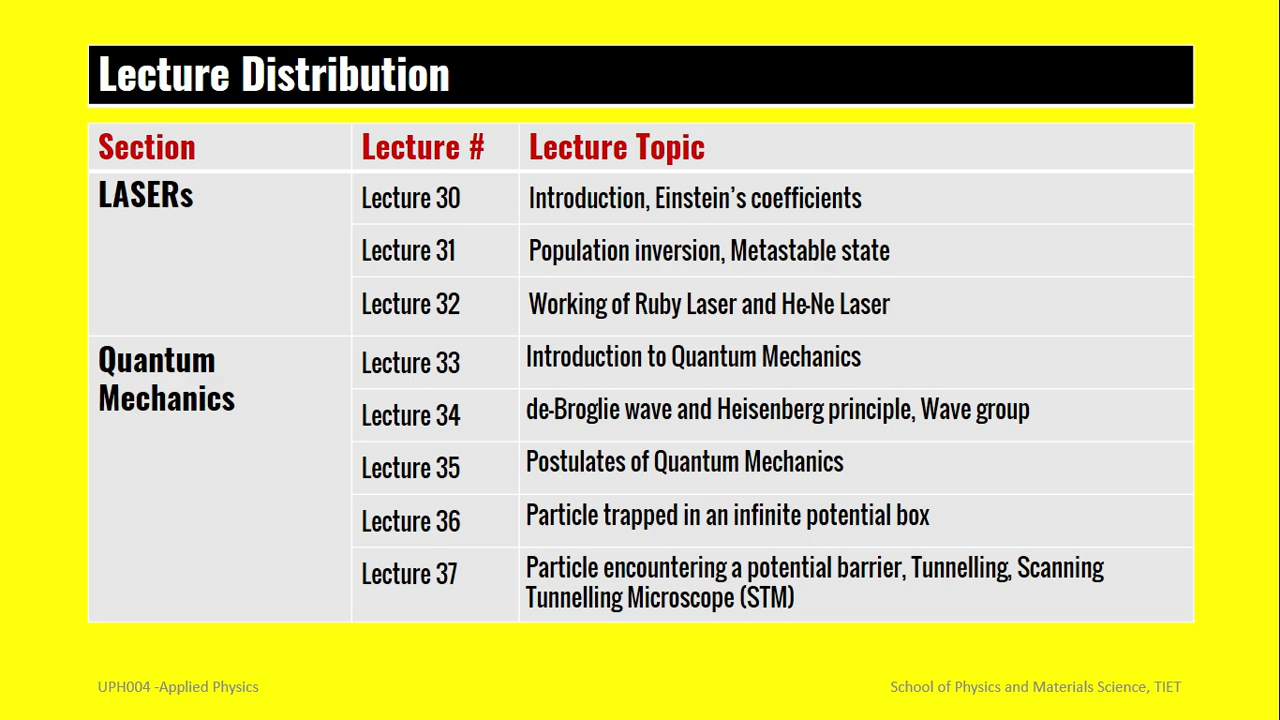 Lecture Distribution
Section Lecture # Lecture Topic
LASERs Lecture 30 Introduction, Einstein’s coefficients
Lecture 31 Population inversion, Metastable state
Lecture 32 Working of Ruby Laser and He-Ne Laser
Quantum Mechanics Lecture 33 Introduction to Quantum Mechanics
Lecture 34 de-Broglie wave and Heisenberg principle, Wave group
Lecture 35 Postulates of Quantum Mechanics
Lecture 36 Particle trapped in an infinite potential box
Lecture 37 Particle encountering a potential barrier, Tunnelling, Scanning
Tunnelling Microscope (STM)
UPH004 -Applied Physics School of Physics and Materials Science, TIET